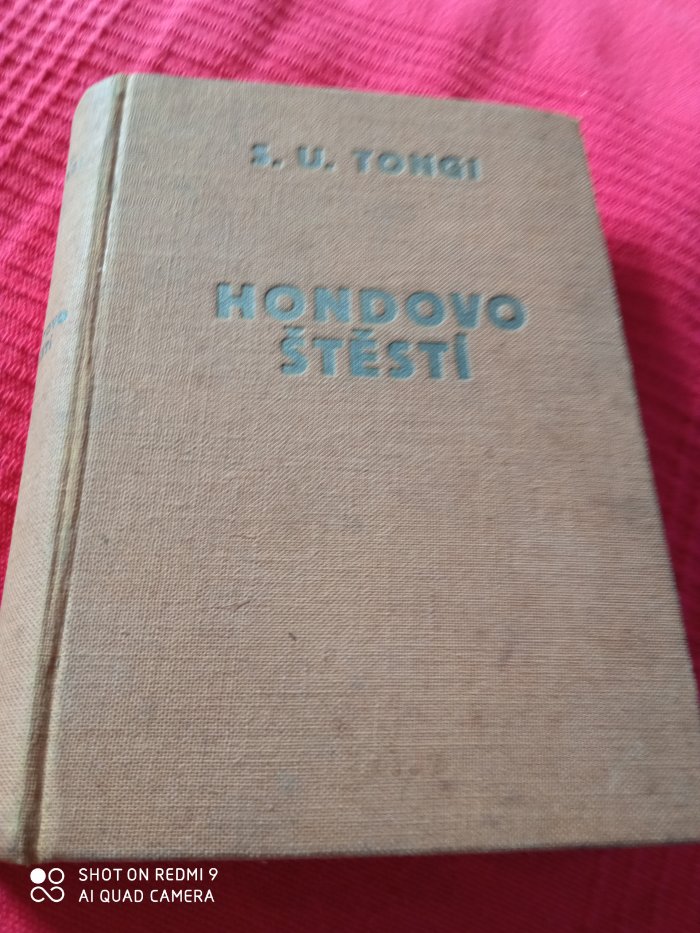 S. U. TONGI
HONDOVO
ŠTĚSTÍ
SHOT ON REDMI 9
AI QUAD CAMERA